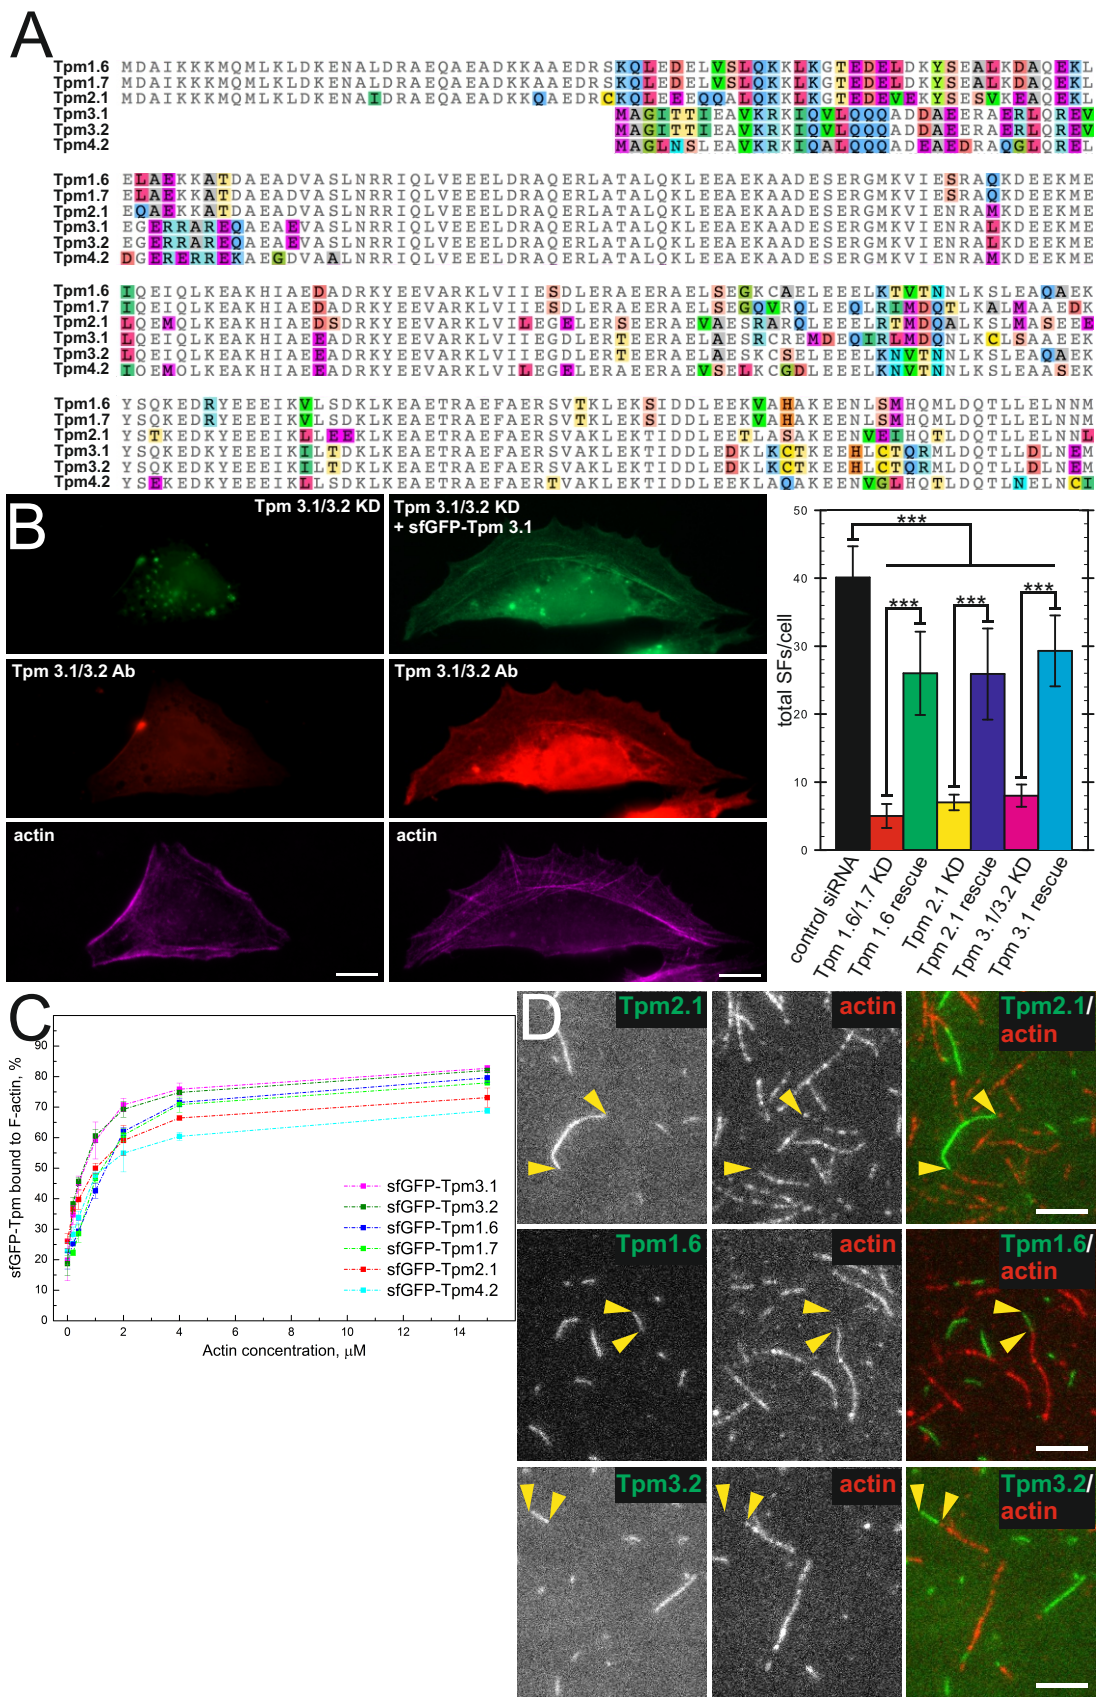 A
Tpm1.6 MDAIKKKMQMLKLDKENALDRAEQAEADKKAAEDRSKQLEDELVSLQKKLKGTEDELDKYSEALKDAQEKL
Tpm1.7 MDAIKKKMQMLKLDKENALDRAEQAEADKKAAEDRSKQLEDELVSLQKKLKGTEDELDKYSEALKDAQEKL
Tpm2.1 MDAIKKKMQMLKLDKENAIDRAEQAEADKKQAEDRCKQLEEEQQALQKKLKGTEDEVEKYSESVKEAQEKL
Tpm3.1 MAGITTIEAVKRKIQVLQQQADDAEERAERLQREV
Tpm3.2 MAGITTIEAVKRKIQVLQQQADDAEERAERLQREV
Tpm4.2 MAGLNSLEAVKRKIQALQQQADEAEDRAQGLQREL
Tpm1.6 ELAEKKATDAEADVASLNRRIQLVEEELDRAQERLATALQKLEEAEKAADESERGMKVIESRAQKDEEKME
Tpm1.7 ELAEKKATDAEADVASLNRRIQLVEEELDRAQERLATALQKLEEAEKAADESERGMKVIESRAQKDEEKME
Tpm2.1 EQAEKKATDAEADVASLNRRIQLVEEELDRAQERLATALQKLEEAEKAADESERGMKVIENRAMKDEEKME
Tpm3.1 EGERRAREQAEAEVASLNRRIQLVEEELDRAQERLATALQKLEEAEKAADESERGMKVIENRALKDEEKME
Tpm3.2 EGERRAREQAEAEVASLNRRIQLVEEELDRAQERLATALQKLEEAEKAADESERGMKVIENRALKDEEKME
Tpm4.2 DGERERREKAEGDVAALNRRIQLVEEELDRAQERLATALQKLEEAEKAADESERGMKVIENRAMKDEEKME
Tpm1.6 IQEIQLKEAKHIAEDADRKYEEVARKLVIIESDLERAEERAELSEGKCAELEEELKTVTNNLKSLEAQAEK
Tpm1.7 IQEIQLKEAKHIAEDADRKYEEVARKLVIIESDLERAEERAELSEGQVRQLEEQLRIMDQTLKALMAAEDK
Tpm2.1 LQEMQLKEAKHIAEDSDRKYEEVARKLVILEGELERSEERAEVAESRARQLEEELRTMDQALKSLMASEEE
Tpm3.1 LQEIQLKEAKHIAEEADRKYEEVARKLVIIEGDLERTEERAELAESRCREMDEQIRLMDQNLKCLSAAEEK
Tpm3.2 LQEIQLKEAKHIAEEADRKYEEVARKLVIIEGDLERTEERAELAESKCSELEEELKNVTNNLKSLEAQAEK
Tpm4.2 IQEMQLKEAKHIAEEADRKYEEVARKLVILEGELERAEERAEVSELKCGDLEEELKNVTNNLKSLEAASEK
Tpm1.6 YSQKEDRYEEEIKVLSDKLKEAETRAEFAERSVTKLEKSIDDLEEKVAHAKEENLSMHQMLDQTLLELNNM
Tpm1.7 YSQKEDRYEEEIKVLSDKLKEAETRAEFAERSVTKLEKSIDDLEEKVAHAKEENLSMHQMLDQTLLELNNM
Tpm2.1 YSTKEDKYEEEIKLLEEKLKEAETRAEFAERSVAKLEKTIDDLEETLASAKEENVEIHQTLDQTLLELNNL
Tpm3.1 YSQKEDKYEEEIKILTDKLKEAETRAEFAERSVAKLEKTIDDLEDKLKCTKEEHLCTQRMLDQTLLDLNEM
Tpm3.2 YSQKEDKYEEEIKILTDKLKEAETRAEFAERSVAKLEKTIDDLEDKLKCTKEEHLCTQRMLDQTLLDLNEM
Tpm4.2 YSEKEDKYEEEIKLLSDKLKEAETRAEFAERTVAKLEKTIDDLEEKLAQAKEENVGLHQTLDQTLNELNCI
B
Tpm 3.1/3.2 KD
Tpm 3.1/3.2 KD
+ sfGFP-Tpm 3.1
Tpm 3.1/3.2 Ab
Tpm 3.1/3.2 Ab
actin
actin
total SFs/cell
50
40
30
20
10
0
***
***
***
***
control siRNA
Tpm 1.6/1.7 KD
Tpm 1.6 rescue
Tpm 2.1 KD
Tpm 2.1 rescue
Tpm 3.1/3.2 KD
Tpm 3.1 rescue
C
sfGFP-Tpm bound to F-actin, %
90
80
70
60
50
40
30
20
10
0
0 2 4 6 8 10 12 14
Actin concentration, μM
sfGFP-Tpm3.1
sfGFP-Tpm3.2
sfGFP-Tpm1.6
sfGFP-Tpm1.7
sfGFP-Tpm2.1
sfGFP-Tpm4.2
D
Tpm2.1
actin
Tpm2.1/
actin
Tpm1.6
actin
Tpm1.6/
actin
Tpm3.2
actin
Tpm3.2/
actin